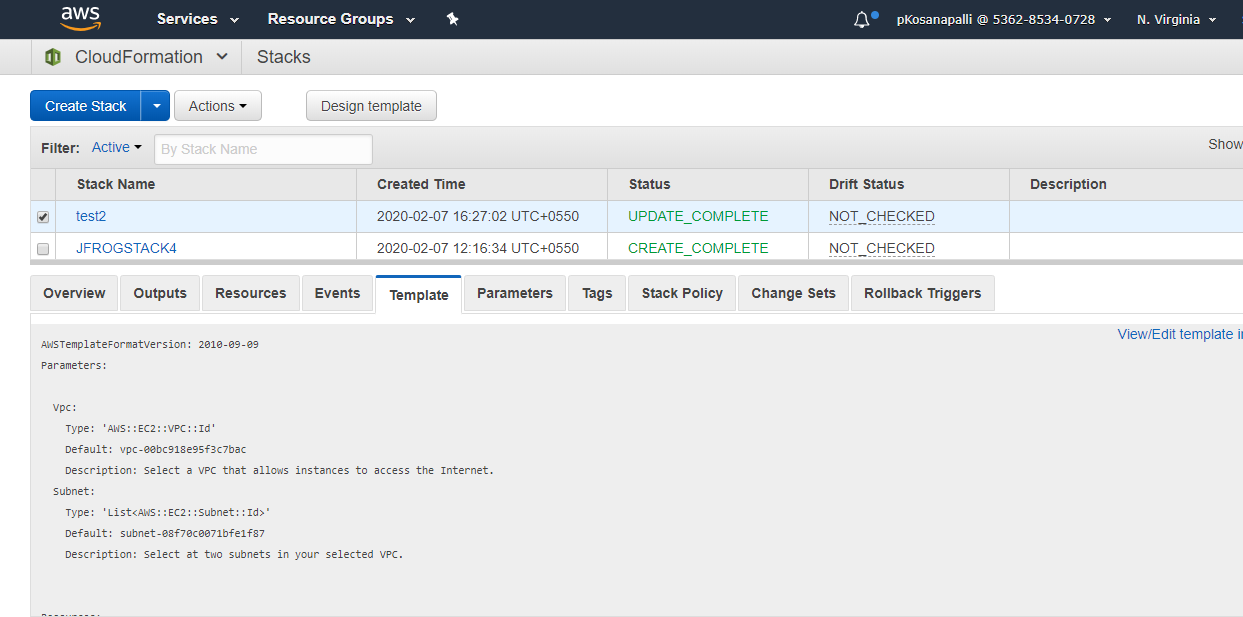 aws Services Resource Groups pKosanapalli @ 5362-8534-0728 N. Virginia
CloudFormation Stacks
Create Stack Actions Design template
Filter: Active By Stack Name Show
Stack Name Created Time Status Drift Status Description
test2 2020-02-07 16:27:02 UTC+0550 UPDATE_COMPLETE NOT_CHECKED
JFROGSTACK4 2020-02-07 12:16:34 UTC+0550 CREATE_COMPLETE NOT_CHECKED
Overview Outputs Resources Events Template Parameters Tags Stack Policy Change Sets Rollback Triggers
View/Edit template in
AWSTemplateFormatVersion: 2010-09-09
Parameters:
Vpc:
Type: 'AWS::EC2::VPC::Id'
Default: vpc-00bc918e95f3c7bac
Description: Select a VPC that allows instances to access the Internet.
Subnet:
Type: 'List<AWS::EC2::Subnet::Id>'
Default: subnet-08f70c0071bfe1f87
Description: Select at two subnets in your selected VPC.